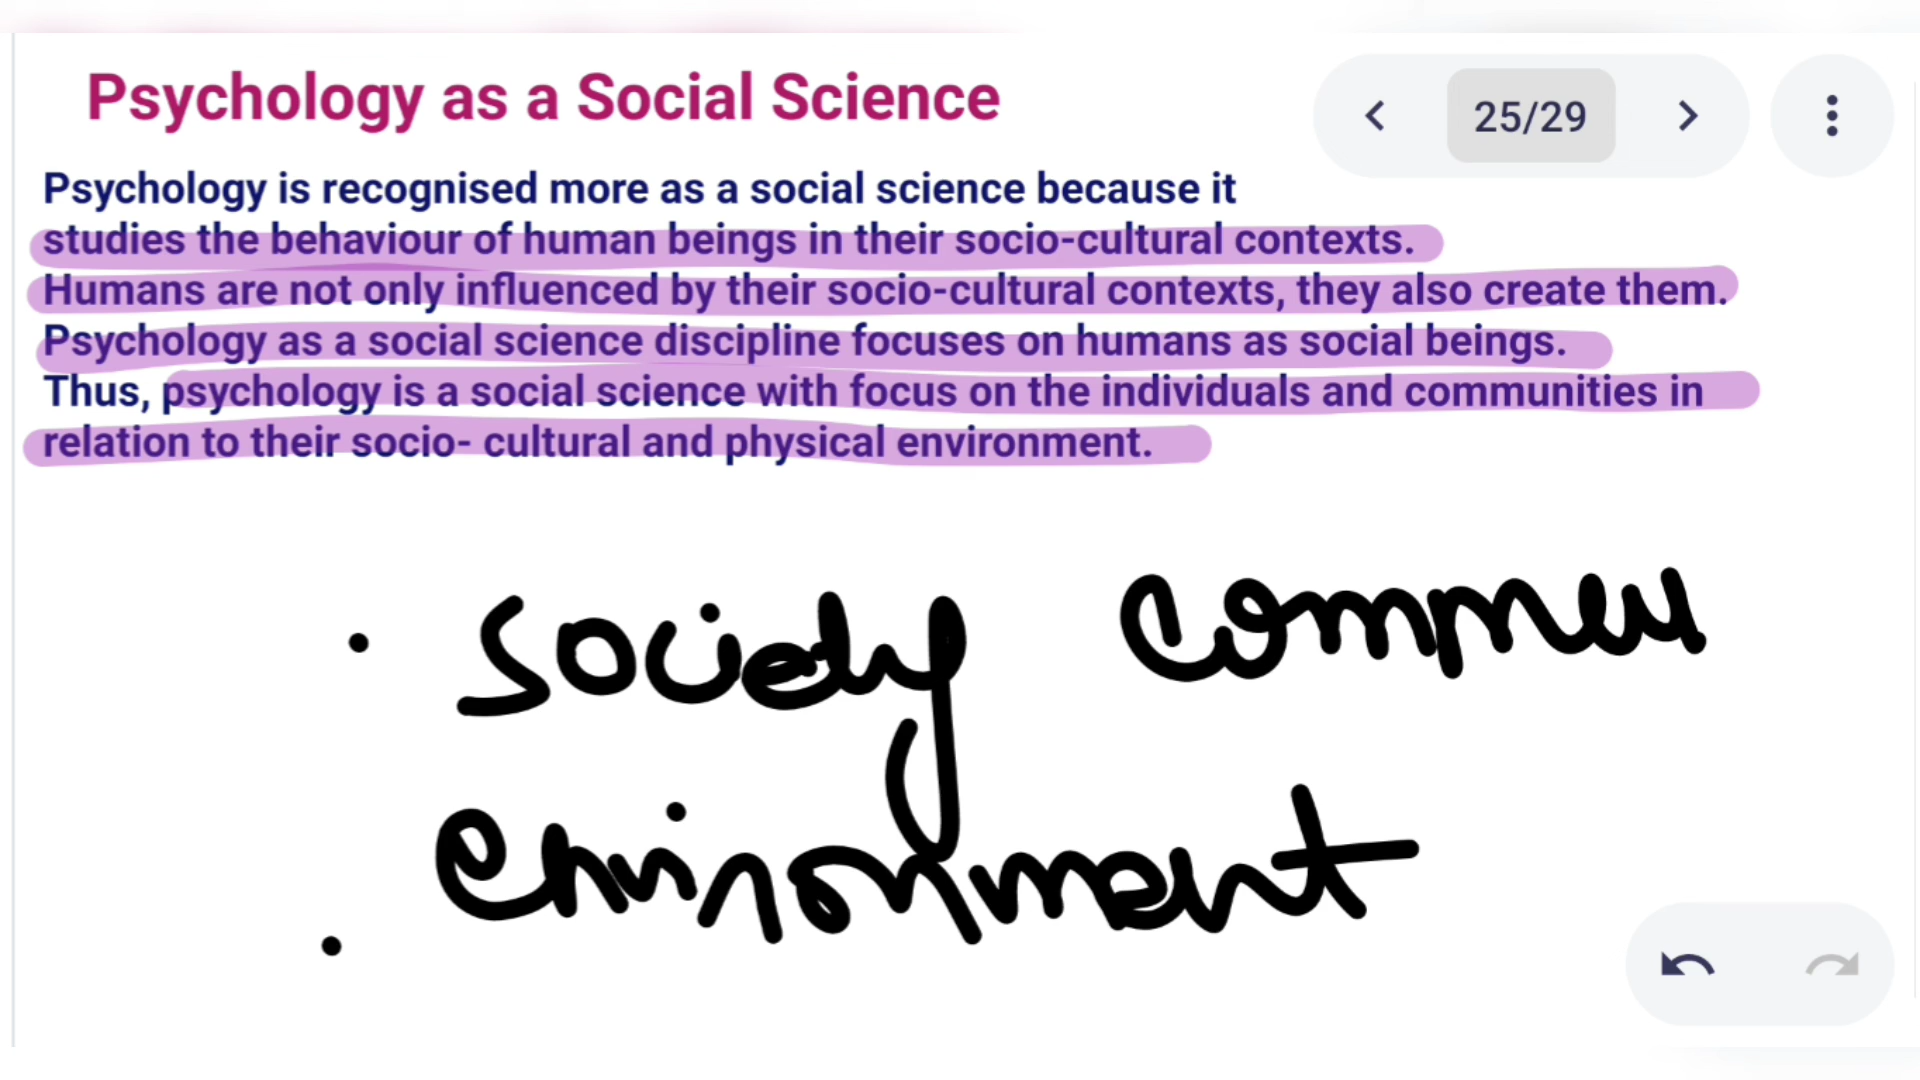 Psychology as a Social Science
25/29
Psychology is recognised more as a social science because it
studies the behaviour of human beings in their socio-cultural contexts.
Humans are not only influenced by their socio-cultural contexts, they also create them.
Psychology as a social science discipline focuses on humans as social beings.
Thus, psychology is a social science with focus on the individuals and communities in
relation to their socio- cultural and physical environment.
society
environment